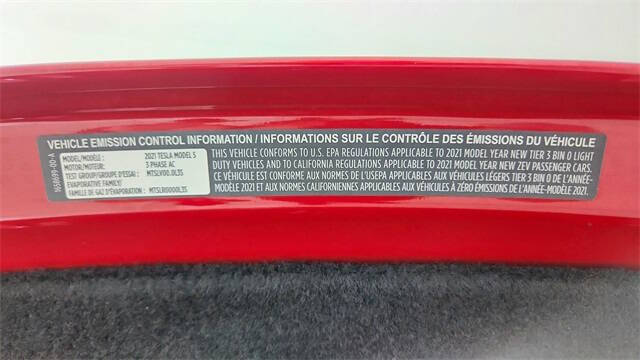 VEHICLE EMISSION CONTROL INFORMATION / INFORMATIONS SUR LE CONTRÔLE DES ÉMISSIONS DU VÉHICULE
1658699-00-A
MODEL/MODÈLE: 2021 TESLA MODEL S
MOTOR/MOTEUR: 3 PHASE AC
TEST GROUP/GROUPE D'ESSAI: MTSLV00.0L3S
EVAPORATIVE FAMILY/
FAMILLE DE GAZ D'ÉVAPORATION: MTSLR0000L3S
THIS VEHICLE CONFORMS TO U.S. EPA REGULATIONS APPLICABLE TO 2021 MODEL YEAR NEW TIER 3 BIN 0 LIGHT
DUTY VEHICLES AND TO CALIFORNIA REGULATIONS APPLICABLE TO 2021 MODEL YEAR NEW ZEV PASSENGER CARS.
CE VÉHICULE EST CONFORME AUX NORMES DE L'USEPA APPLICABLES AUX VÉHICULES LÉGERS TIER 3 BIN 0 DE L'ANNÉE-
MODÈLE 2021 ET AUX NORMES CALIFORNIENNES APPLICABLES AUX VÉHICULES À ZÉRO ÉMISSIONS DE L'ANNÉE-MODÈLE 2021.